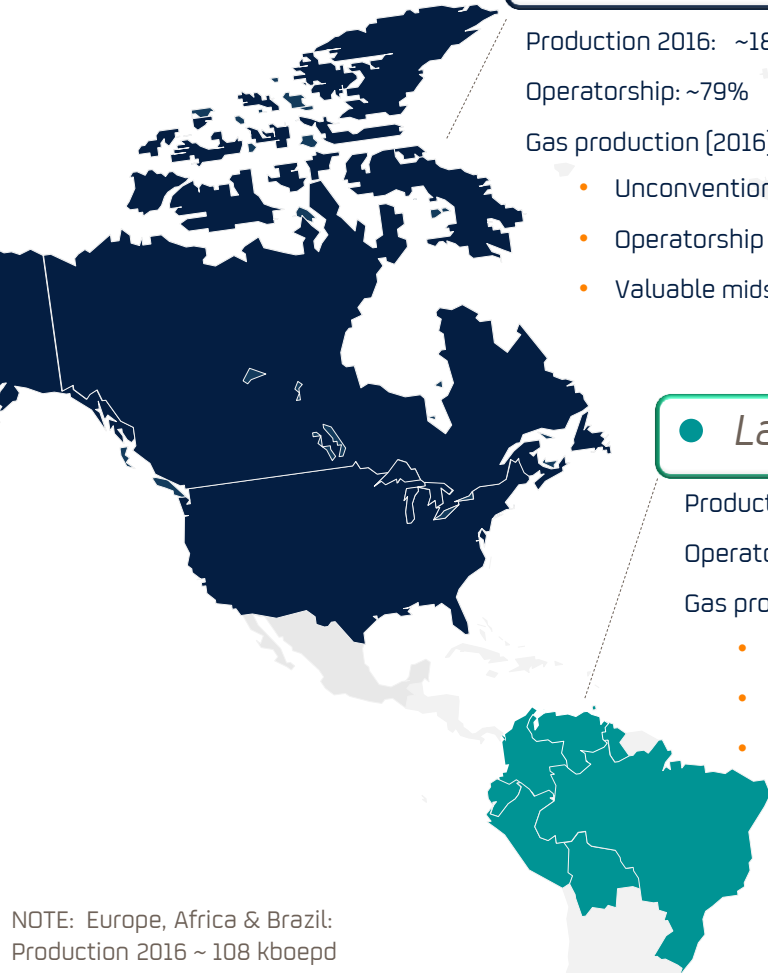 Production 2016: ~18
Operatorship: ~79%
Gas production (2016)
• Unconvention
• Operatorship
• Valuable mids
La
Product
Operato
Gas pro
•
•
•
NOTE: Europe, Africa & Brazil:
Production 2016 ~ 108 kboepd